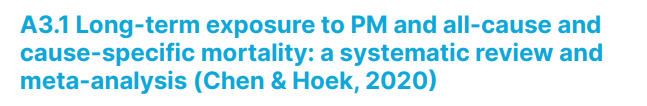 A3.1 Long-term exposure to PM and all-cause and
cause-specific mortality: a systematic review and
meta-analysis (Chen & Hoek, 2020)